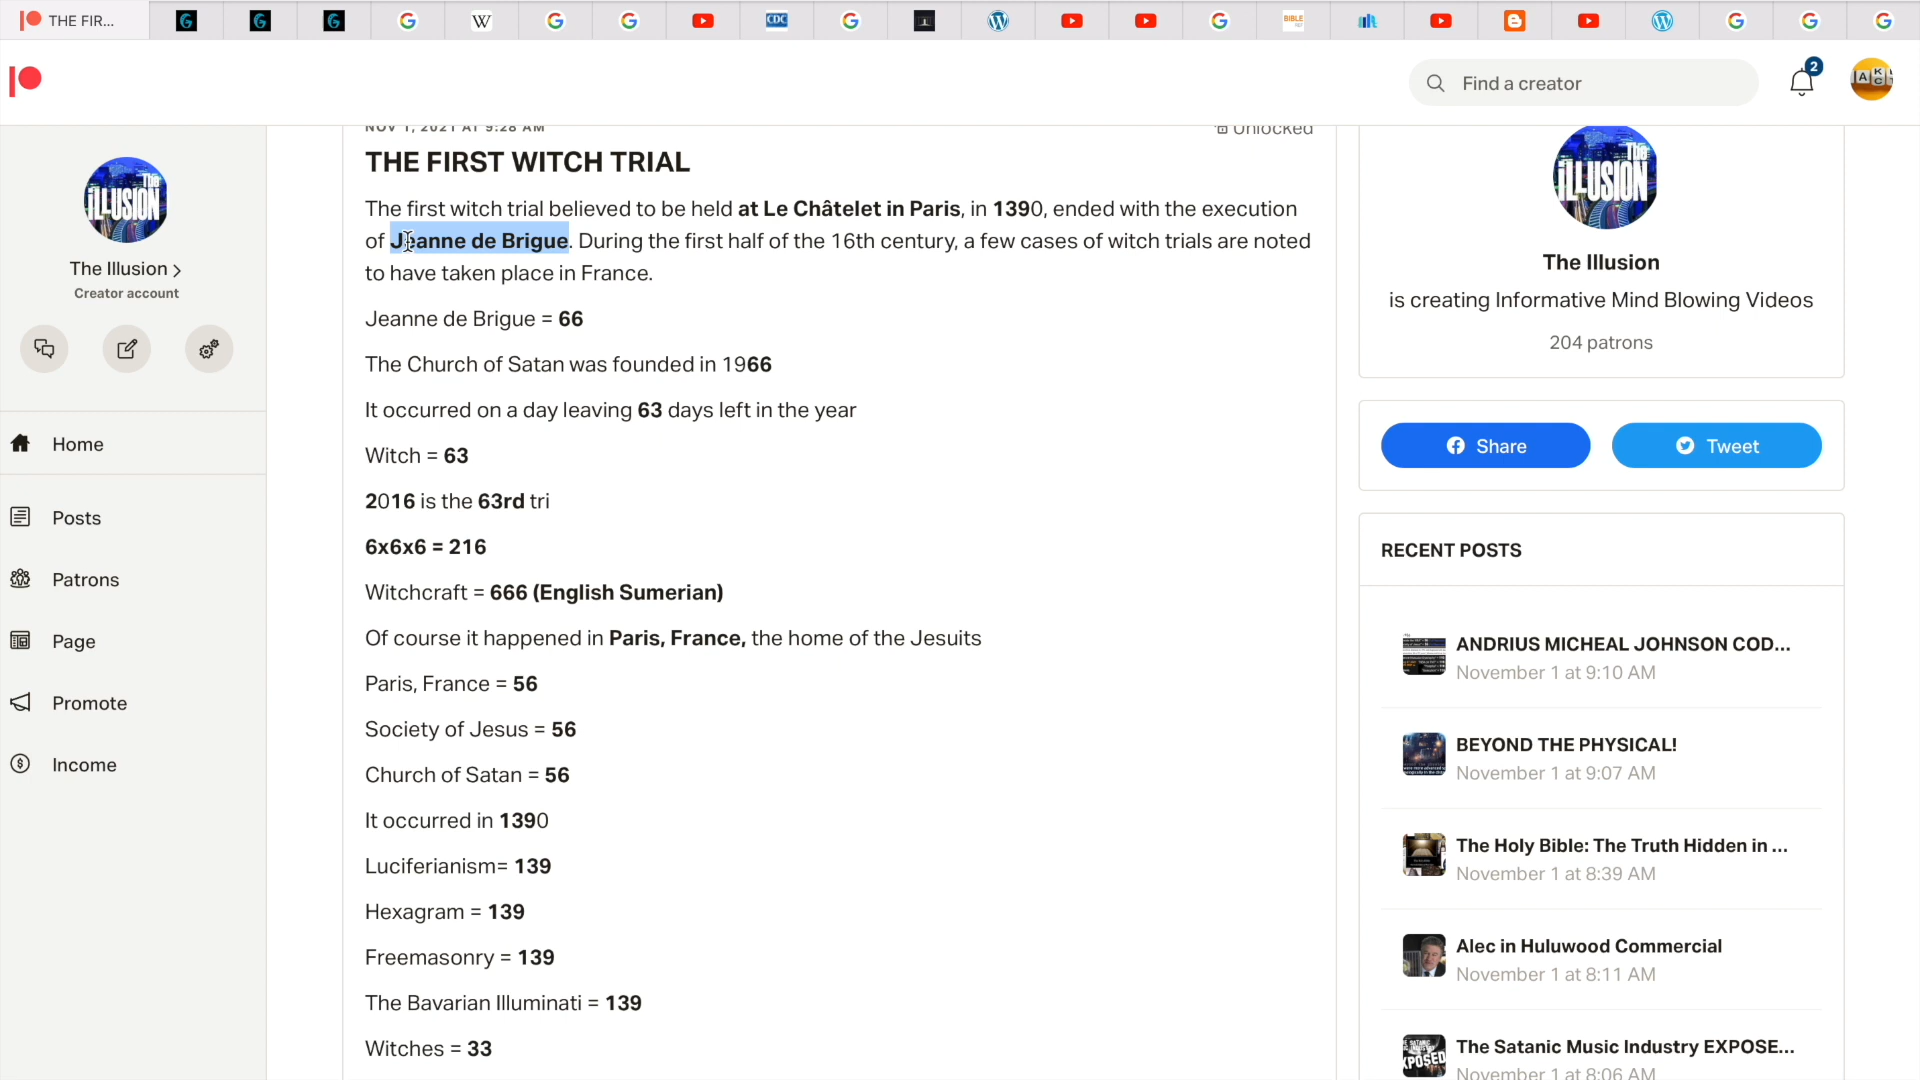 THE FIR...
W
CDC
BIBLE
Find a creator
2
NOV 1, 2021 AT 9:28 AM
Unlocked
THE FIRST WITCH TRIAL
The first witch trial believed to be held at Le Châtelet in Paris, in 1390, ended with the execution
of Jeanne de Brigue. During the first half of the 16th century, a few cases of witch trials are noted
to have taken place in France.
Jeanne de Brigue = 66
The Church of Satan was founded in 1966
It occurred on a day leaving 63 days left in the year
Witch = 63
2016 is the 63rd tri
6x6x6 = 216
Witchcraft = 666 (English Sumerian)
Of course it happened in Paris, France, the home of the Jesuits
Paris, France = 56
Society of Jesus = 56
Church of Satan = 56
It occurred in 1390
Luciferianism= 139
Hexagram = 139
Freemasonry = 139
The Bavarian Illuminati = 139
Witches = 33
The ILLUSION
The Illusion >
Creator account
Home
Posts
Patrons
Page
Promote
Income
The ILLUSION
The Illusion
is creating Informative Mind Blowing Videos
204 patrons
Share
Tweet
RECENT POSTS
ANDRIUS MICHEAL JOHNSON COD...
November 1 at 9:10 AM
BEYOND THE PHYSICAL!
November 1 at 9:07 AM
The Holy Bible: The Truth Hidden in ...
November 1 at 8:39 AM
Alec in Huluwood Commercial
November 1 at 8:11 AM
The Satanic Music Industry EXPOSE...
November 1 at 8:06 AM